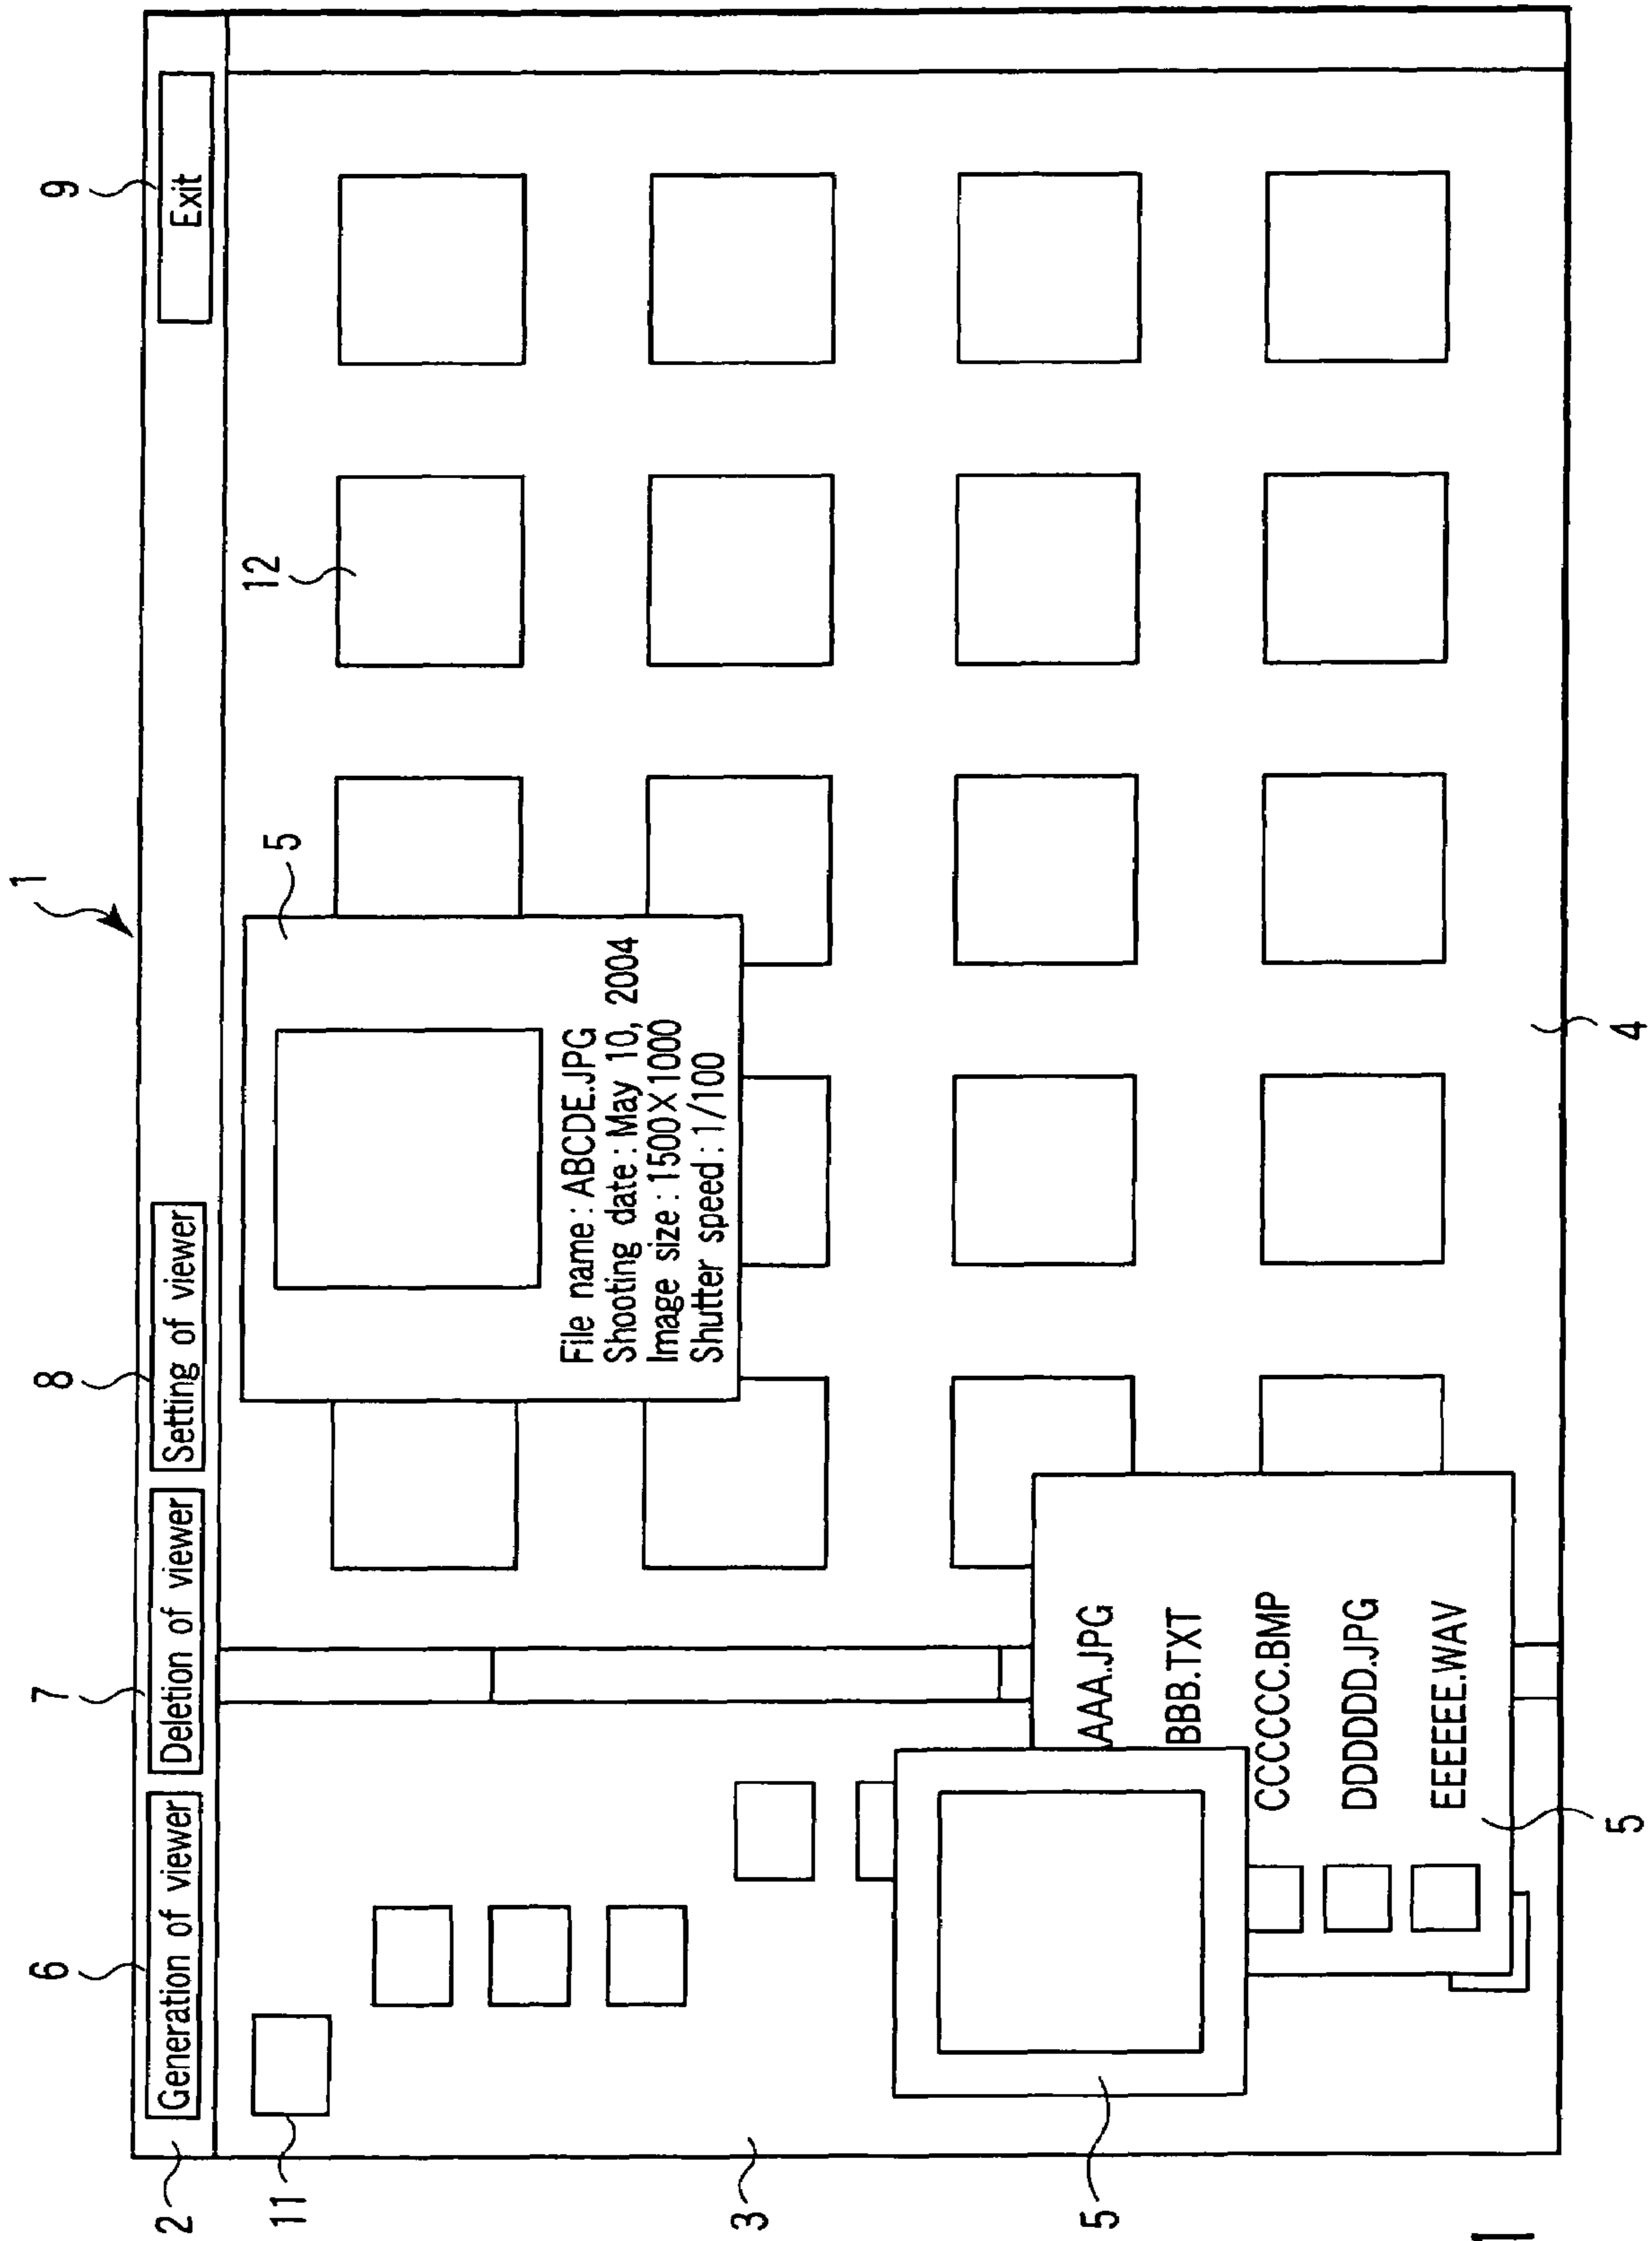 1
6
7
8
9
2
Generation of viewer
Deletion of viewer
Setting of viewer
Exit
11
12
5
File name : ABCDE.JPG
Shooting date : May 10, 2004
Image size : 1500×1000
Shutter speed : 1/100
3
AAA.JPG
BBB.TXT
CCCCCC.BMP
DDDDDD.JPG
EEEEEE.WAV
5
5
4